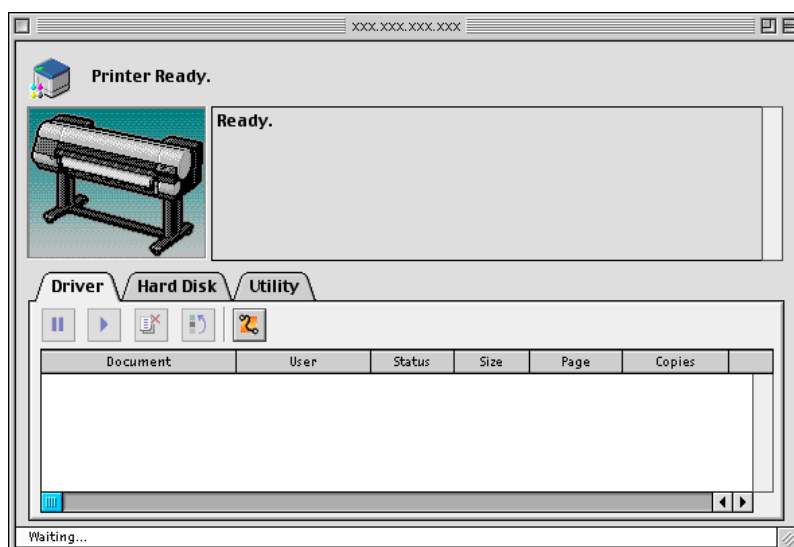 xxx.xxx.xxx.xxx
Printer Ready.
Ready.
Driver Hard Disk Utility
Document User Status Size Page Copies
Waiting...